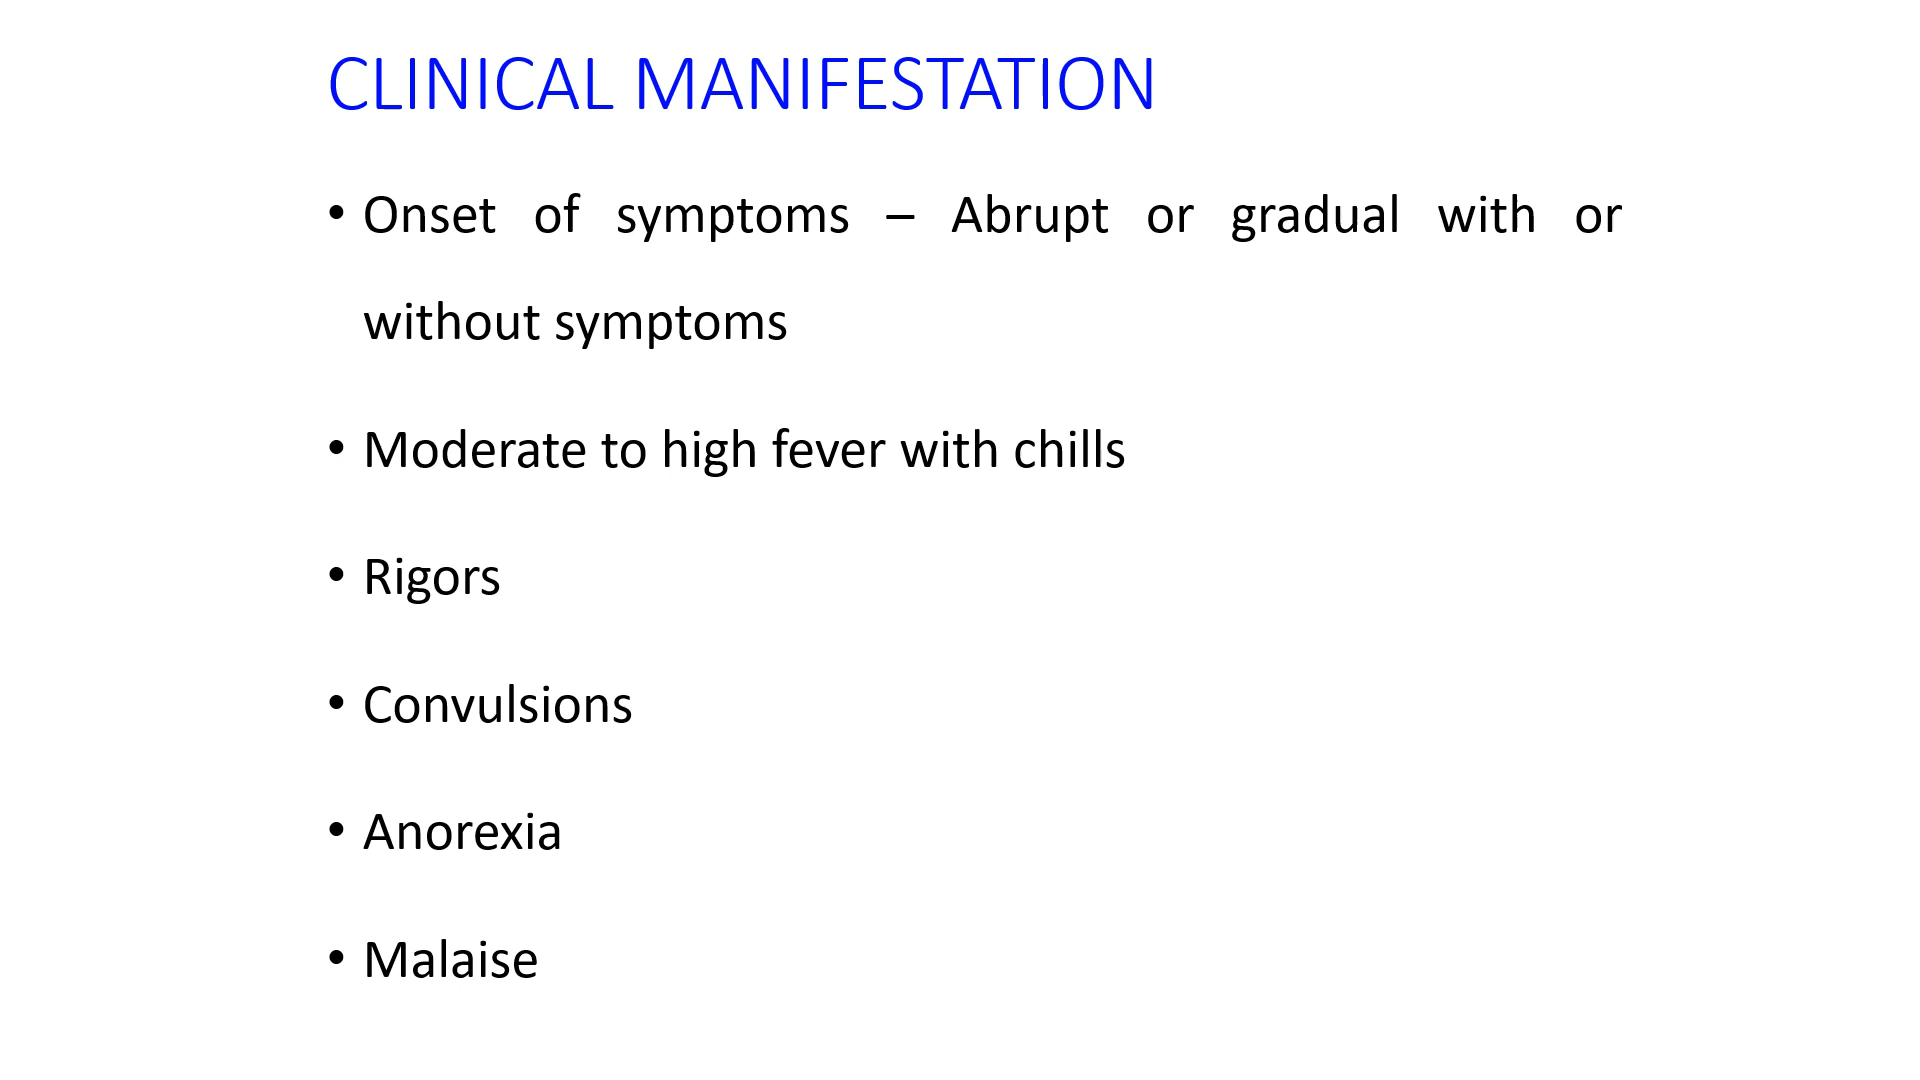 CLINICAL MANIFESTATION
• Onset of symptoms – Abrupt or gradual with or
without symptoms
• Moderate to high fever with chills
• Rigors
• Convulsions
• Anorexia
• Malaise